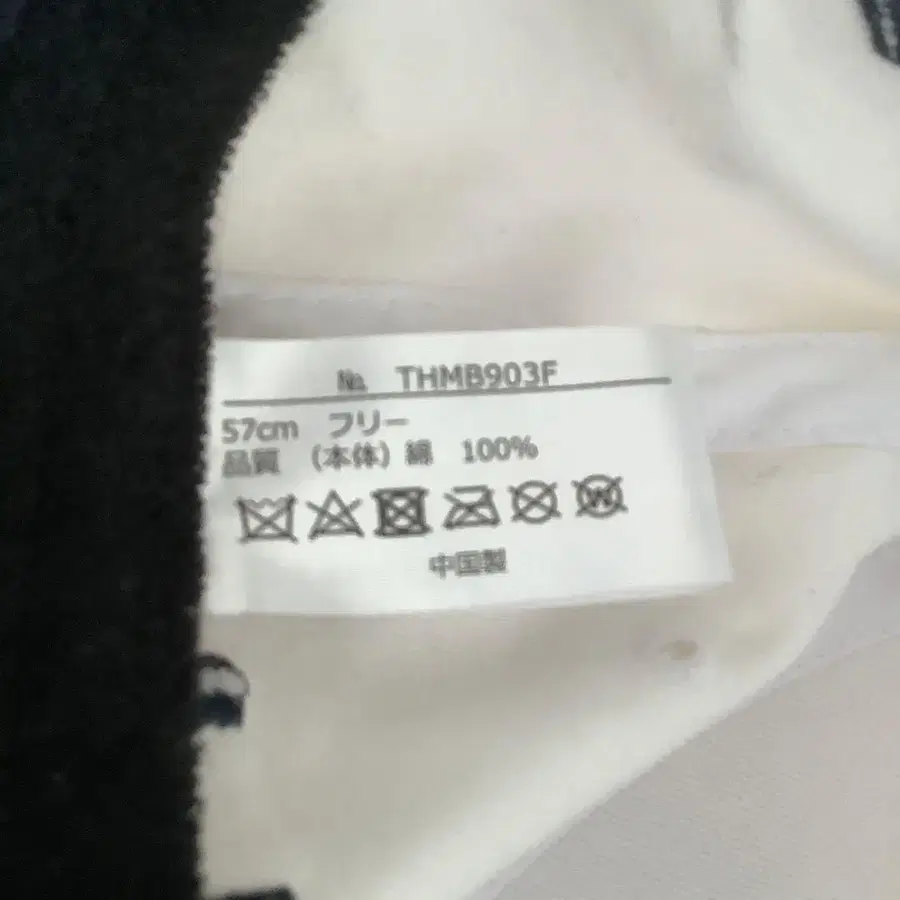 № THMB903F
57cm フリー
品質 (本体) 綿 100%
W
中国製